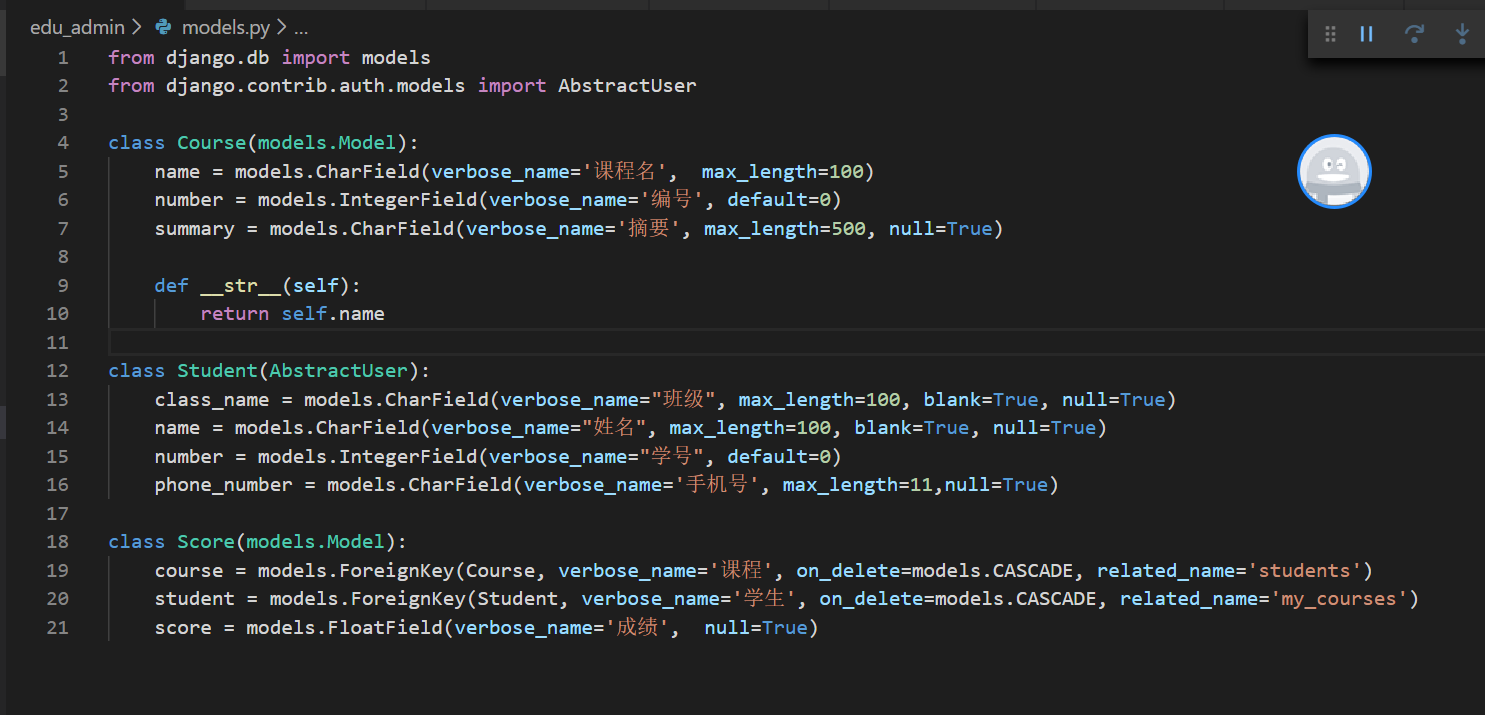 edu_admin > models.py > ...
1 from django.db import models
2 from django.contrib.auth.models import AbstractUser
3
4 class Course(models.Model):
5     name = models.CharField(verbose_name='课程名',  max_length=100)
6     number = models.IntegerField(verbose_name='编号', default=0)
7     summary = models.CharField(verbose_name='摘要', max_length=500, null=True)
8
9     def __str__(self):
10         return self.name
11
12 class Student(AbstractUser):
13     class_name = models.CharField(verbose_name="班级", max_length=100, blank=True, null=True)
14     name = models.CharField(verbose_name="姓名", max_length=100, blank=True, null=True)
15     number = models.IntegerField(verbose_name="学号", default=0)
16     phone_number = models.CharField(verbose_name='手机号', max_length=11,null=True)
17
18 class Score(models.Model):
19     course = models.ForeignKey(Course, verbose_name='课程', on_delete=models.CASCADE, related_name='students')
20     student = models.ForeignKey(Student, verbose_name='学生', on_delete=models.CASCADE, related_name='my_courses')
21     score = models.FloatField(verbose_name='成绩',  null=True)